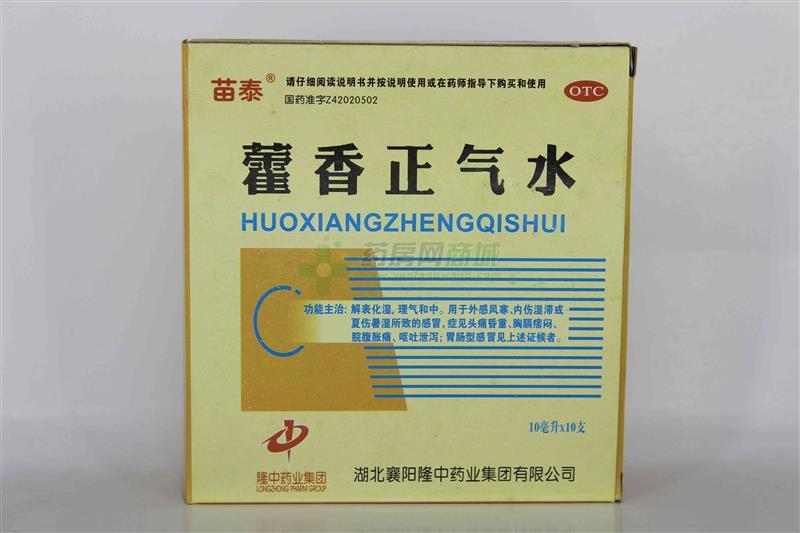 苗泰®
请仔细阅读说明书并按说明使用或在药师指导下购买和使用
国药准字Z42020502
OTC
藿香正气水
HUOXIANGZHENGQISHUI
药房网商城
www.yaofangwang.com
功能主治：解表化湿，理气和中。用于外感风寒、内伤湿滞或
夏伤暑湿所致的感冒，症见头痛昏重、胸膈痞闷、
脘腹胀痛、呕吐泄泻；胃肠型感冒见上述证候者。
10毫升x10支
隆中药业集团
LONGZHONG PHARM GROUP
湖北襄阳隆中药业集团有限公司